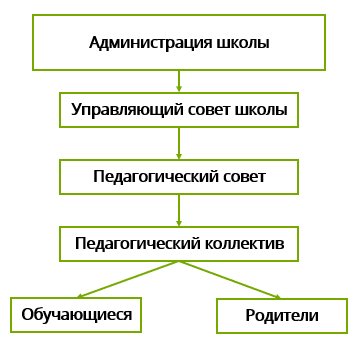 Администрация школы
Управляющий совет школы
Педагогический совет
Педагогический коллектив
Обучающиеся
Родители